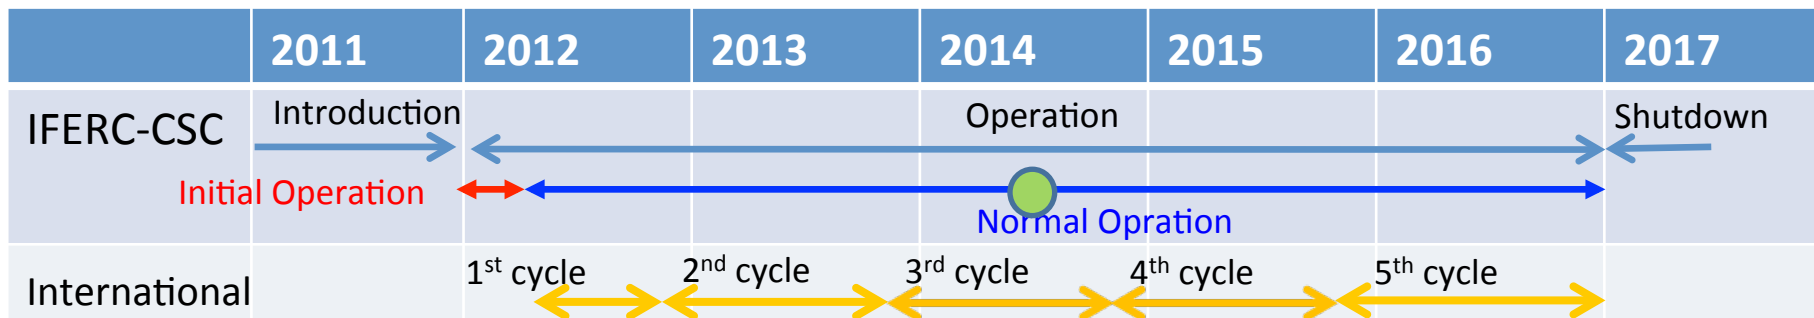 2011 2012 2013 2014 2015 2016 2017
IFERC-CSC Introduction Operation Shutdown
Initial Operation Normal Opration
International 1st cycle 2nd cycle 3rd cycle 4th cycle 5th cycle